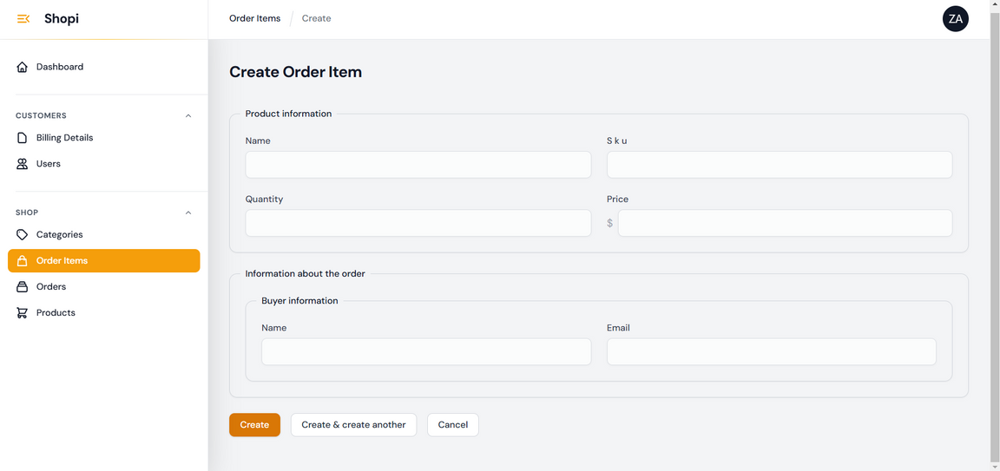 Shopi
Order Items / Create
ZA
Dashboard
CUSTOMERS
Billing Details
Users
SHOP
Categories
Order Items
Orders
Products
Create Order Item
Product information
Name
S k u
Quantity
Price
$
Information about the order
Buyer information
Name
Email
Create
Create & create another
Cancel